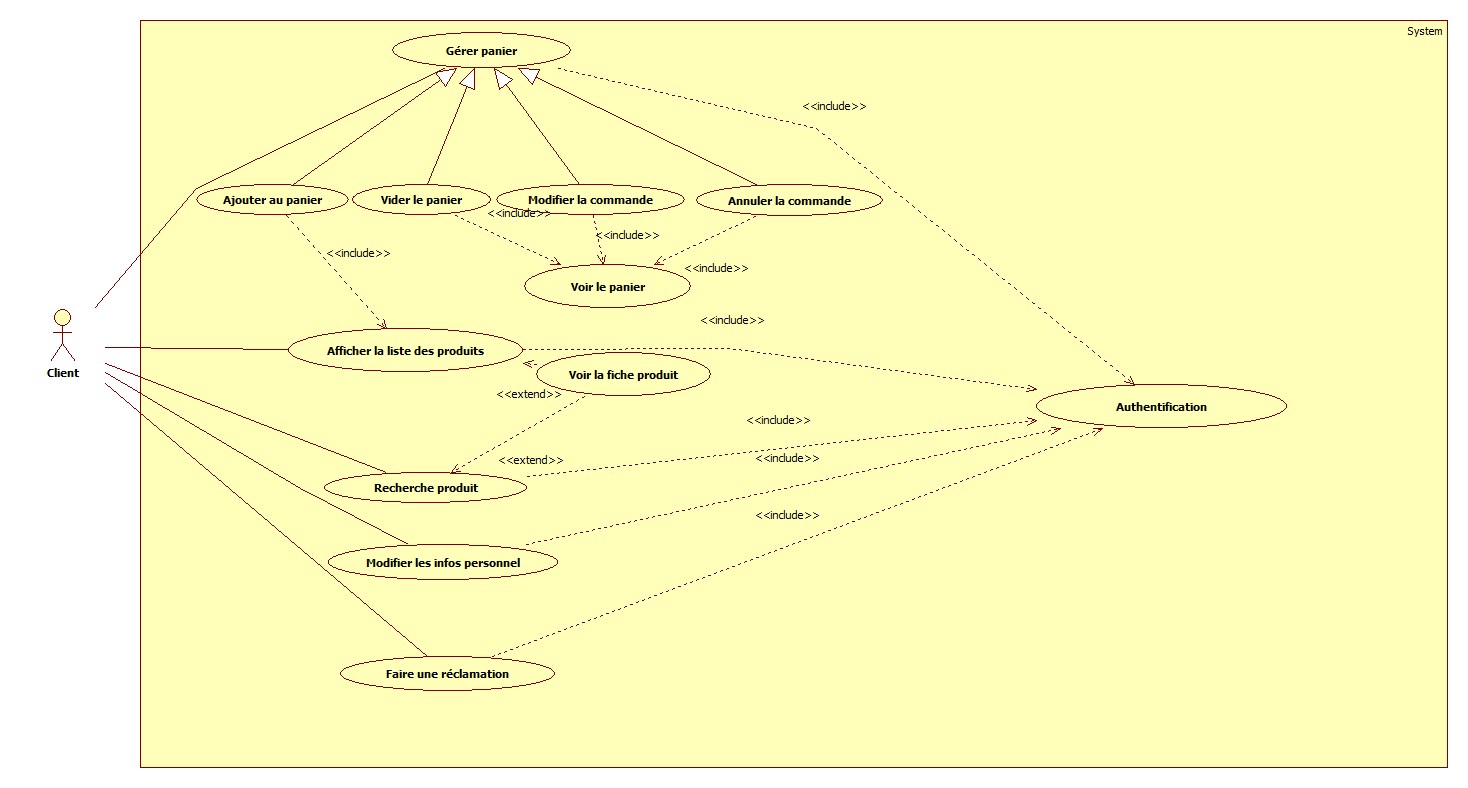 System
Gérer panier
<<include>>
Ajouter au panier
Vider le panier
Modifier la commande
Annuler la commande
<<include>>
<<include>>
<<include>>
<<include>>
Voir le panier
<<include>>
Afficher la liste des produits
Voir la fiche produit
Client
<<extend>>
Authentification
<<include>>
<<extend>>
<<include>>
Recherche produit
<<include>>
Modifier les infos personnel
Faire une réclamation